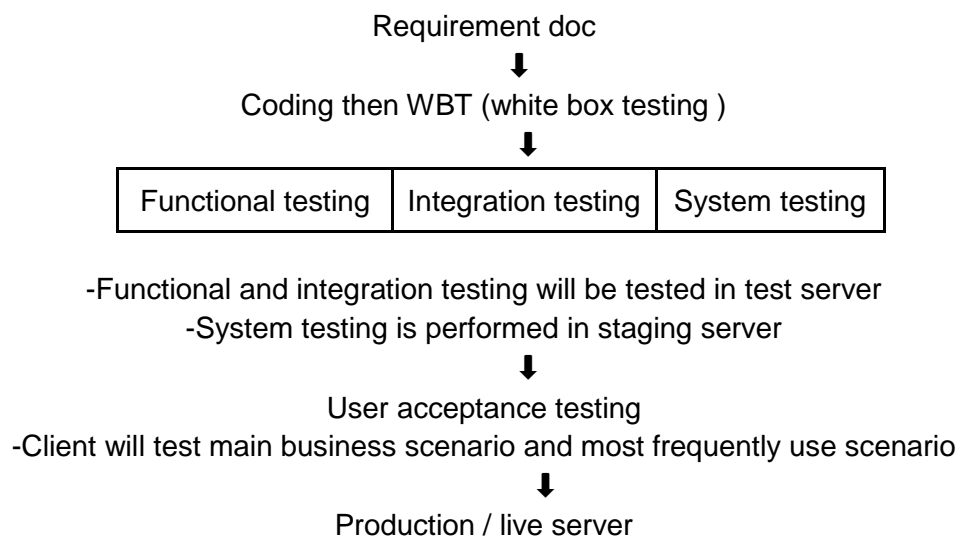 Requirement doc
Coding then WBT (white box testing )
Functional testing Integration testing System testing
-Functional and integration testing will be tested in test server
-System testing is performed in staging server
User acceptance testing
-Client will test main business scenario and most frequently use scenario
Production / live server